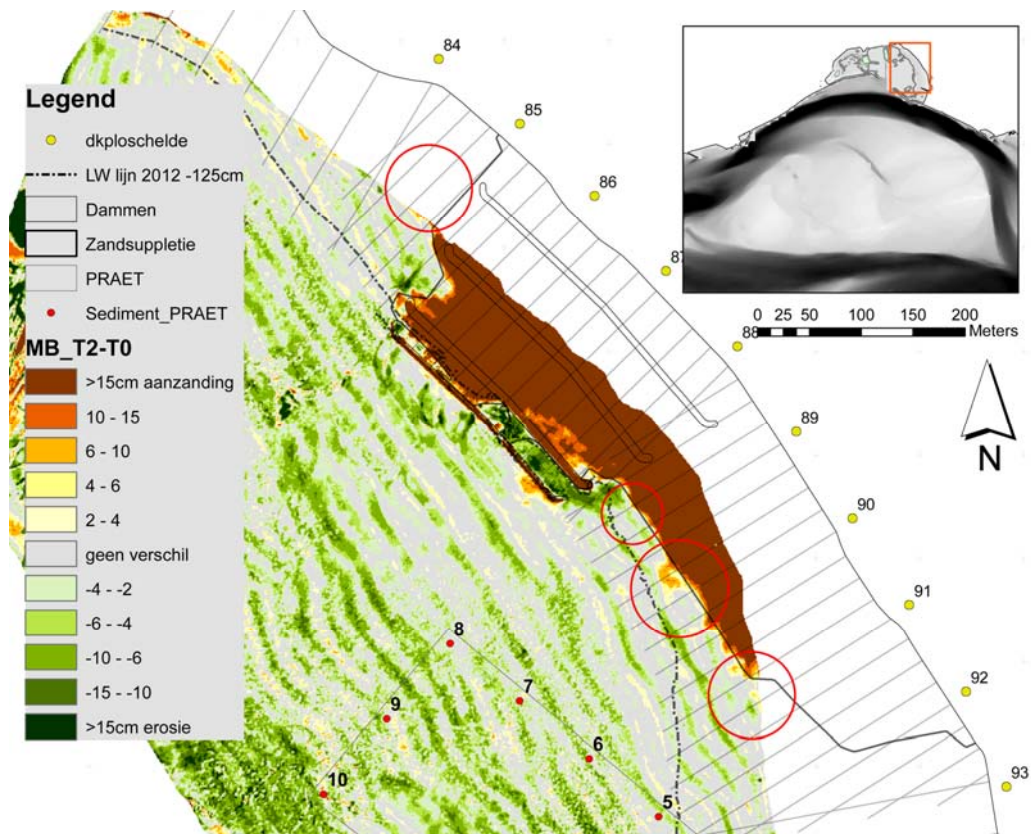 Legend
dkploschelde
LW lijn 2012 -125cm
Dammen
Zandsuppletie
PRAET
Sediment_PRAET
MB_T2-T0
>15cm aanzanding
10 - 15
6 - 10
4 - 6
2 - 4
geen verschil
-4 - -2
-6 - -4
-10 - -6
-15 - -10
>15cm erosie
84
85
86
87
88
89
90
91
92
93
0 25 50 100 150 200
Meters
N
8
7
9
6
10
5